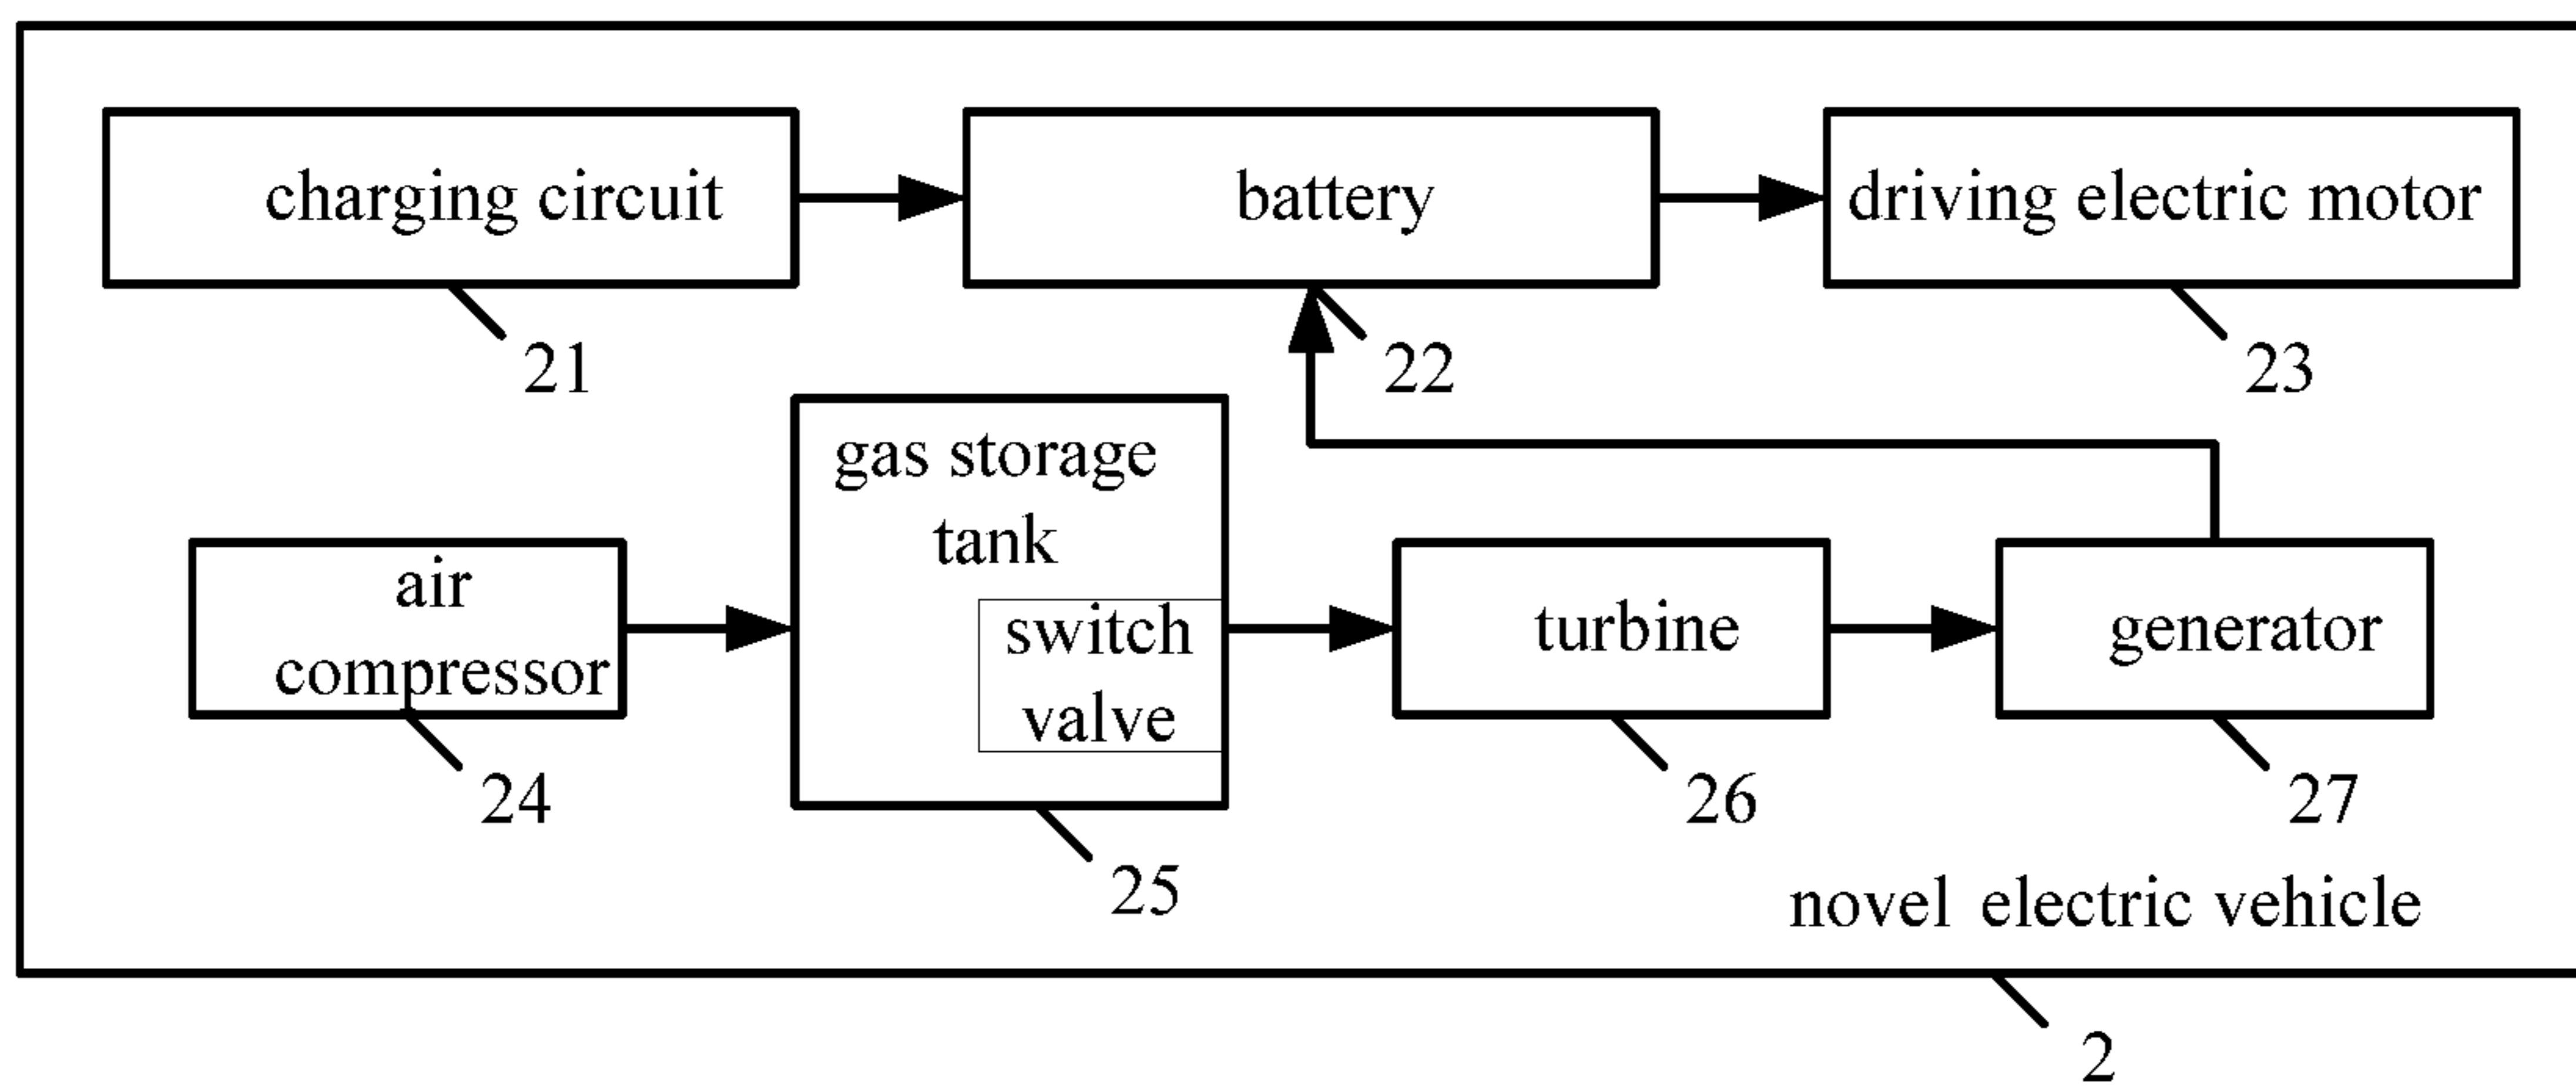 charging circuit
battery
driving electric motor
21
22
23
gas storage
tank
switch
valve
air
compressor
turbine
generator
24
25
26
27
novel electric vehicle
2